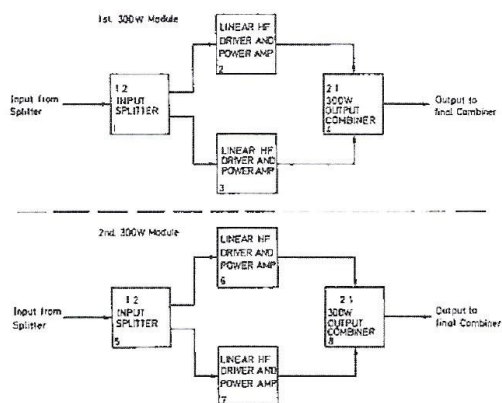 1st. 300W Module
LINEAR HF
DRIVER AND
POWER AMP
2
Input from
Splitter
1.2
INPUT
SPLITTER
1
2.1
300W
OUTPUT
COMBINER
4
Output to
final Combiner
LINEAR HF
DRIVER AND
POWER AMP
3
2nd. 300W Module
LINEAR HF
DRIVER AND
POWER AMP
6
Input from
Splitter
1.2
INPUT
SPLITTER
5
2.1
300W
OUTPUT
COMBINER
8
Output to
final Combiner
LINEAR HF
DRIVER AND
POWER AMP
7